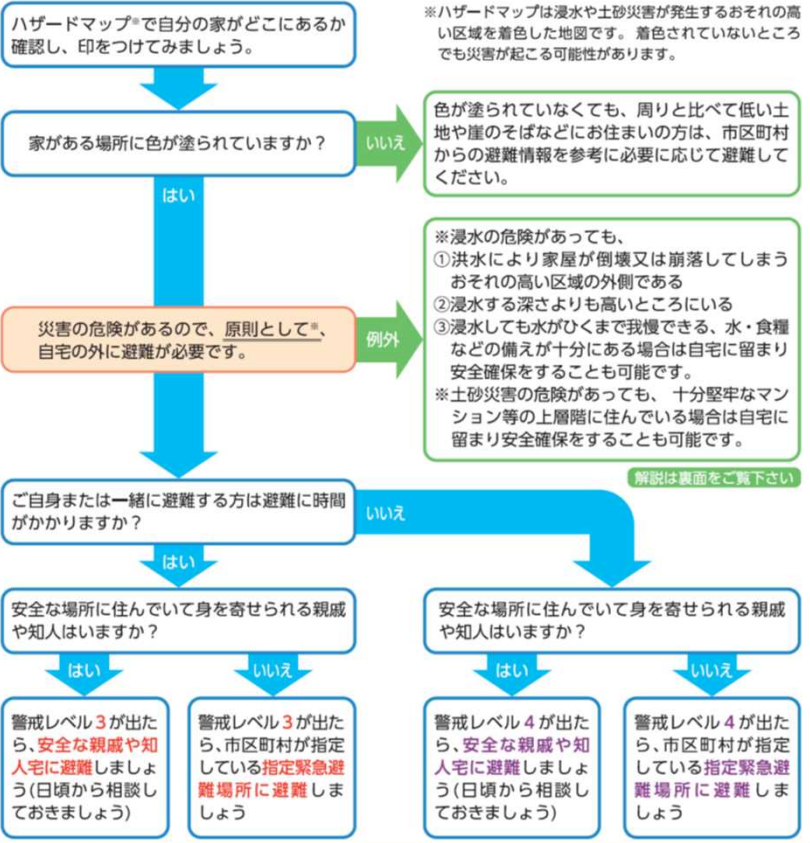 ハザードマップ※で自分の家がどこにあるか
確認し、印をつけてみましょう。
※ハザードマップは浸水や土砂災害が発生するおそれの高
い区域を着色した地図です。着色されていないところ
でも災害が起こる可能性があります。
家がある場所に色が塗られていますか？
いいえ
色が塗られていなくても、周りと比べて低い土
地や崖のそばなどにお住まいの方は、市区町村
からの避難情報を参考に必要に応じて避難して
ください。
はい
災害の危険があるので、原則として※、
自宅の外に避難が必要です。
例外
※浸水の危険があっても、
①洪水により家屋が倒壊又は崩落してしまう
おそれの高い区域の外側である
②浸水する深さよりも高いところにいる
③浸水しても水がひくまで我慢できる、水・食糧
などの備えが十分にある場合は自宅に留まり
安全確保をすることも可能です。
※土砂災害の危険があっても、 十分堅牢なマン
ション等の上層階に住んでいる場合は自宅に
留まり安全確保をすることも可能です。
解説は裏面をご覧下さい
ご自身または一緒に避難する方は避難に時間
がかかりますか？
いいえ
はい
安全な場所に住んでいて身を寄せられる親戚
や知人はいますか？
はい
いいえ
警戒レベル3が出た
ら、安全な親戚や知
人宅に避難しましょ
う(日頃から相談し
ておきましょう)
警戒レベル3が出た
ら、市区町村が指定
している指定緊急避
難場所に避難しま
しょう
安全な場所に住んでいて身を寄せられる親戚
や知人はいますか？
はい
いいえ
警戒レベル4が出た
ら、安全な親戚や知
人宅に避難しましょ
う(日頃から相談し
ておきましょう)
警戒レベル4が出た
ら、市区町村が指定
している指定緊急避
難場所に避難しま
しょう